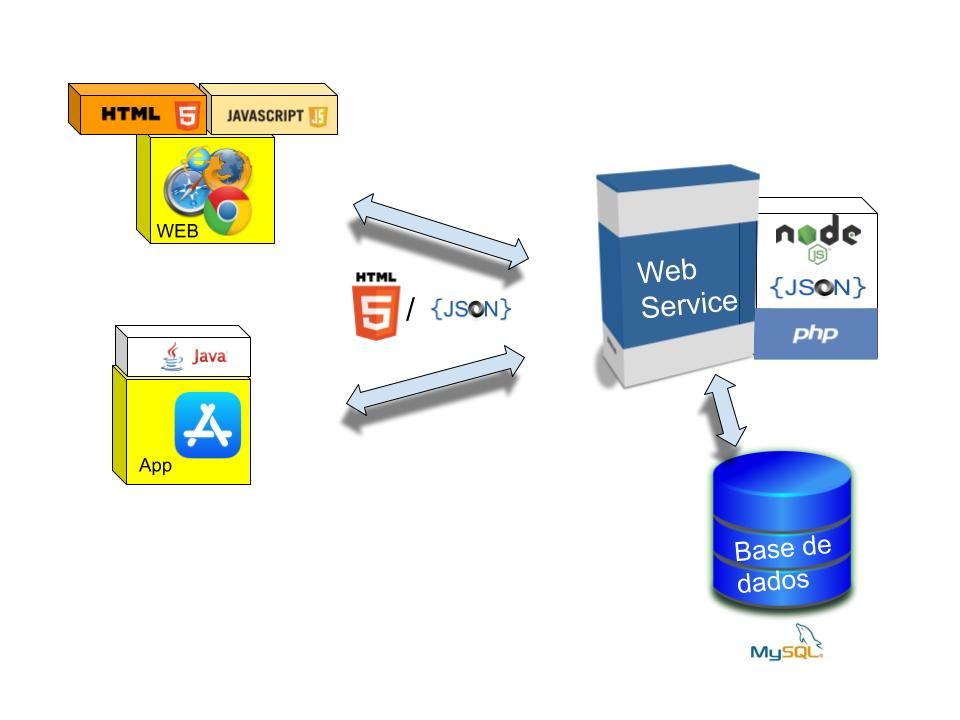 HTML 5
JAVASCRIPT JS
WEB
HTML
5 / {JSON}
Java
App
Web
Service
node
JS
{JSON}
php
Base de
dados
MySQL